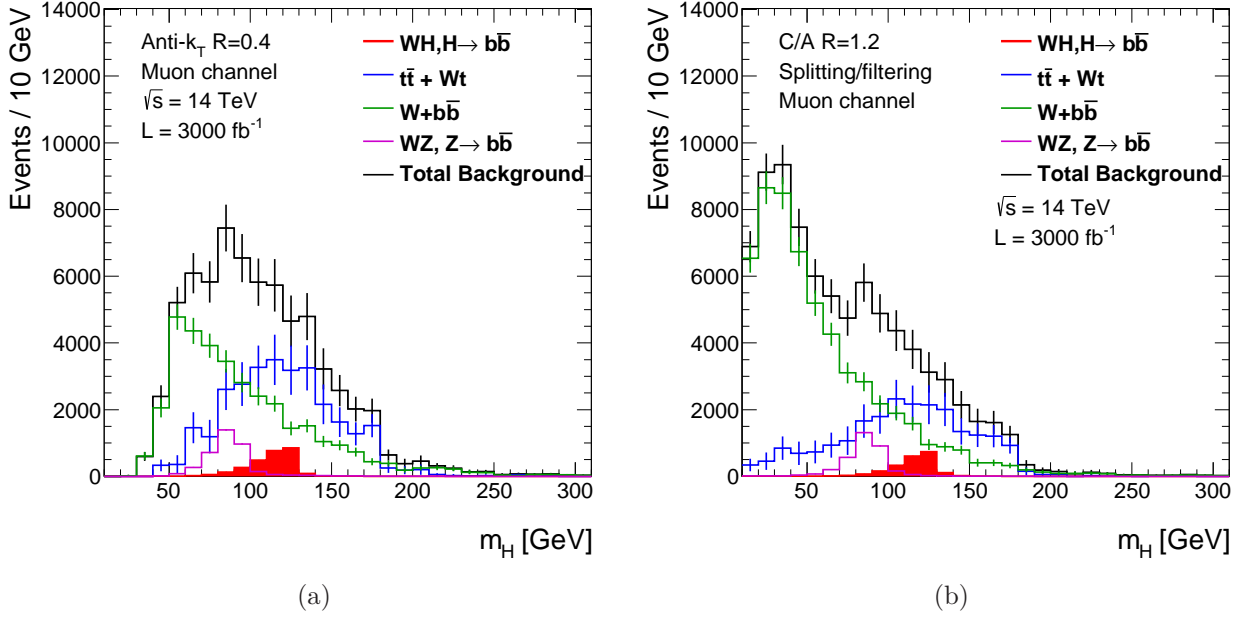 Events / 10 GeV
14000
12000
10000
8000
6000
4000
2000
0
Anti-k_T R=0.4
Muon channel
√s = 14 TeV
L = 3000 fb⁻¹
WH,H→ bb̅
tt̅ + Wt
W+bb̅
WZ, Z→ bb̅
Total Background
50 100 150 200 250 300
m_H [GeV]
(a)
Events / 10 GeV
14000
12000
10000
8000
6000
4000
2000
0
C/A R=1.2
Splitting/filtering
Muon channel
WH,H→ bb̅
tt̅ + Wt
W+bb̅
WZ, Z→ bb̅
Total Background
√s = 14 TeV
L = 3000 fb⁻¹
50 100 150 200 250 300
m_H [GeV]
(b)